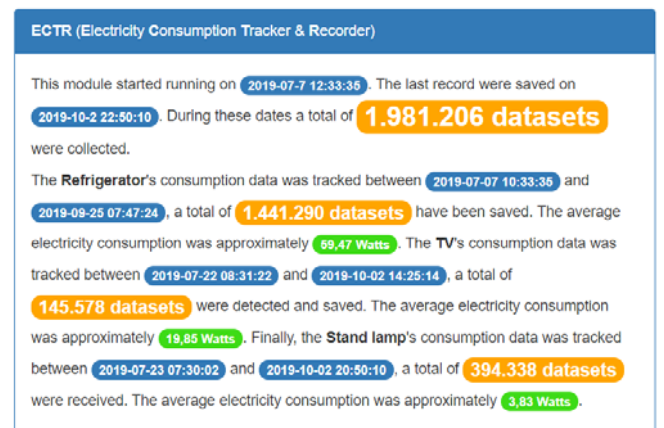 ECTR (Electricity Consumption Tracker & Recorder)
This module started running on 2019-07-7 12:33:35. The last record were saved on
2019-10-2 22:50:10. During these dates a total of 1.981.206 datasets
were collected.
The Refrigerator's consumption data was tracked between 2019-07-07 10:33:35 and
2019-09-25 07:47:24, a total of 1.441.290 datasets have been saved. The average
electricity consumption was approximately 59,47 Watts. The TV's consumption data was
tracked between 2019-07-22 08:31:22 and 2019-10-02 14:25:14, a total of
145.578 datasets were detected and saved. The average electricity consumption
was approximately 19,85 Watts. Finally, the Stand lamp's consumption data was tracked
between 2019-07-23 07:30:02 and 2019-10-02 20:50:10, a total of 394.338 datasets
were received. The average electricity consumption was approximately 3,83 Watts.